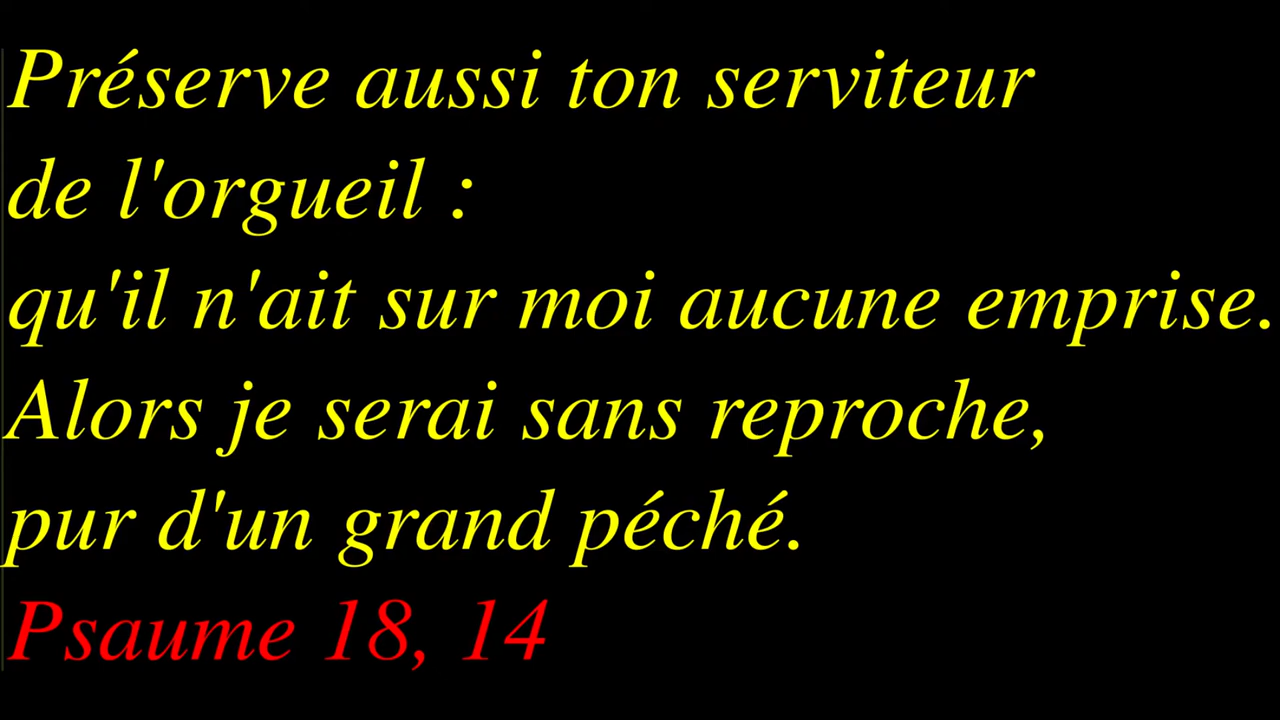 Préserve aussi ton serviteur
de l'orgueil :
qu'il n'ait sur moi aucune emprise.
Alors je serai sans reproche,
pur d'un grand péché.
Psaume 18, 14